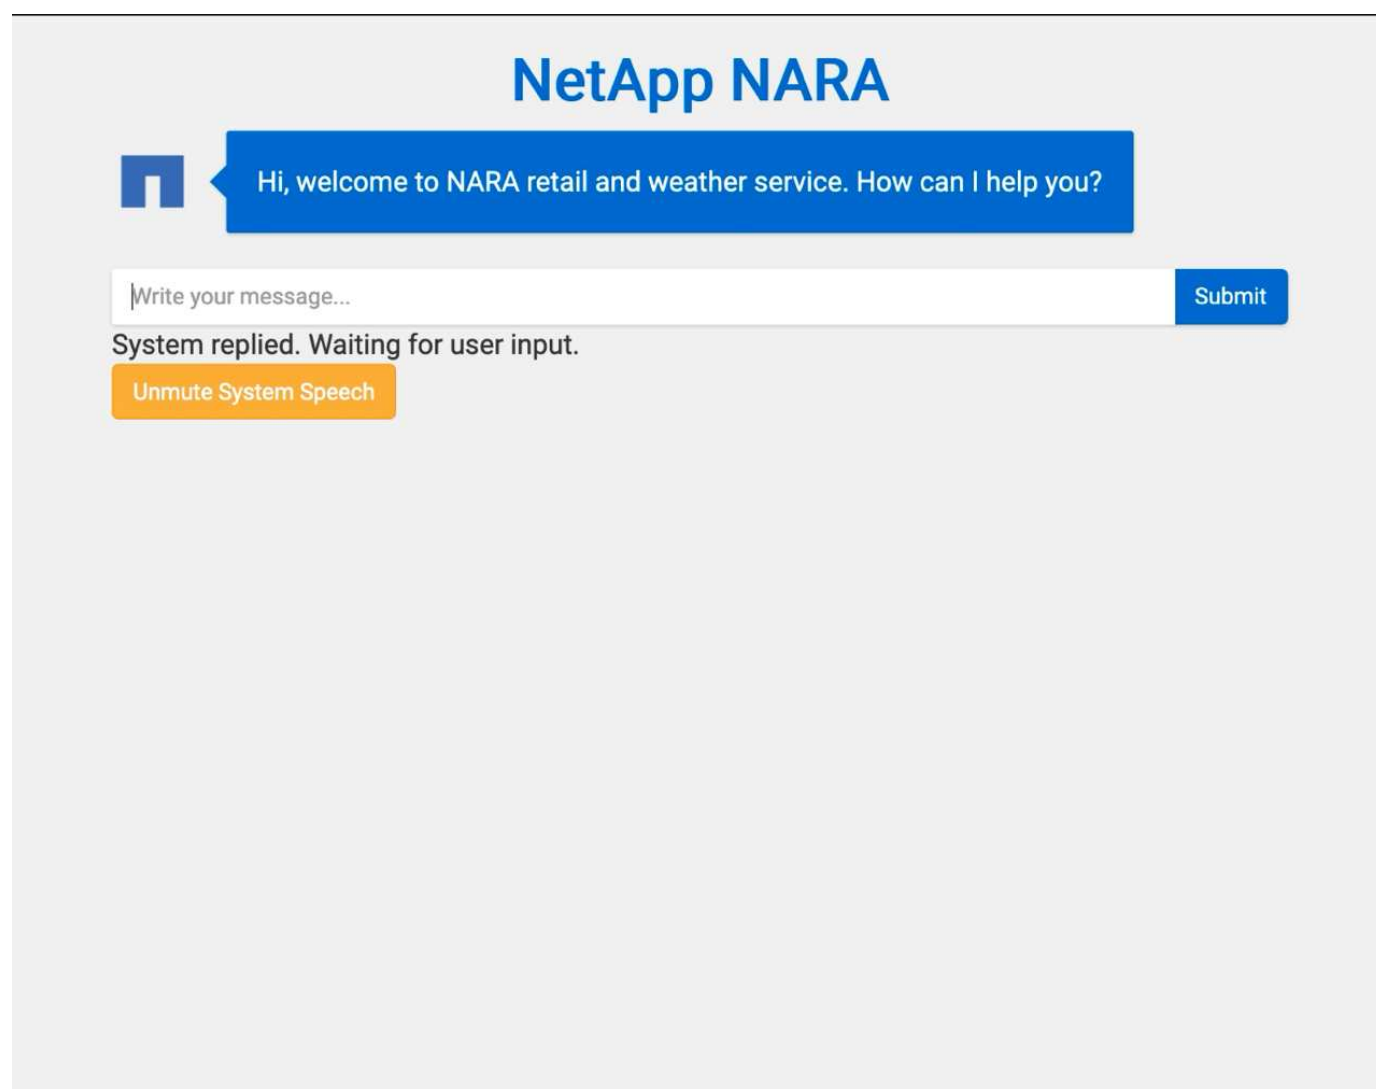 NetApp NARA
Hi, welcome to NARA retail and weather service. How can I help you?
Write your message...
Submit
System replied. Waiting for user input.
Unmute System Speech